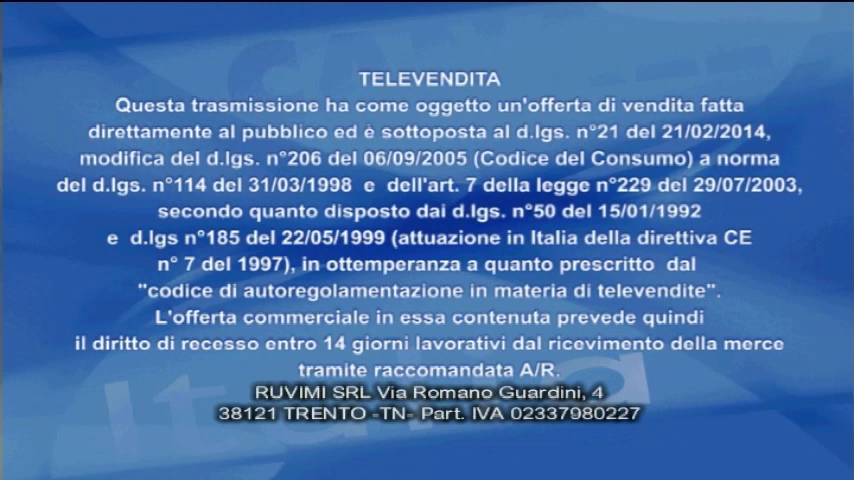 TELEVENDITA
Questa trasmissione ha come oggetto un'offerta di vendita fatta
direttamente al pubblico ed è sottoposta al d.lgs. n°21 del 21/02/2014,
modifica del d.lgs. n°206 del 06/09/2005 (Codice del Consumo) a norma
del d.lgs. n°114 del 31/03/1998 e dell'art. 7 della legge n°229 del 29/07/2003,
secondo quanto disposto dai d.lgs. n°50 del 15/01/1992
e d.lgs n°185 del 22/05/1999 (attuazione in Italia della direttiva CE
n° 7 del 1997), in ottemperanza a quanto prescritto dal
"codice di autoregolamentazione in materia di televendite".
L'offerta commerciale in essa contenuta prevede quindi
il diritto di recesso entro 14 giorni lavorativi dal ricevimento della merce
tramite raccomandata A/R.
RUVIMI SRL Via Romano Guardini, 4
38121 TRENTO -TN- Part. IVA 02337980227
Italia